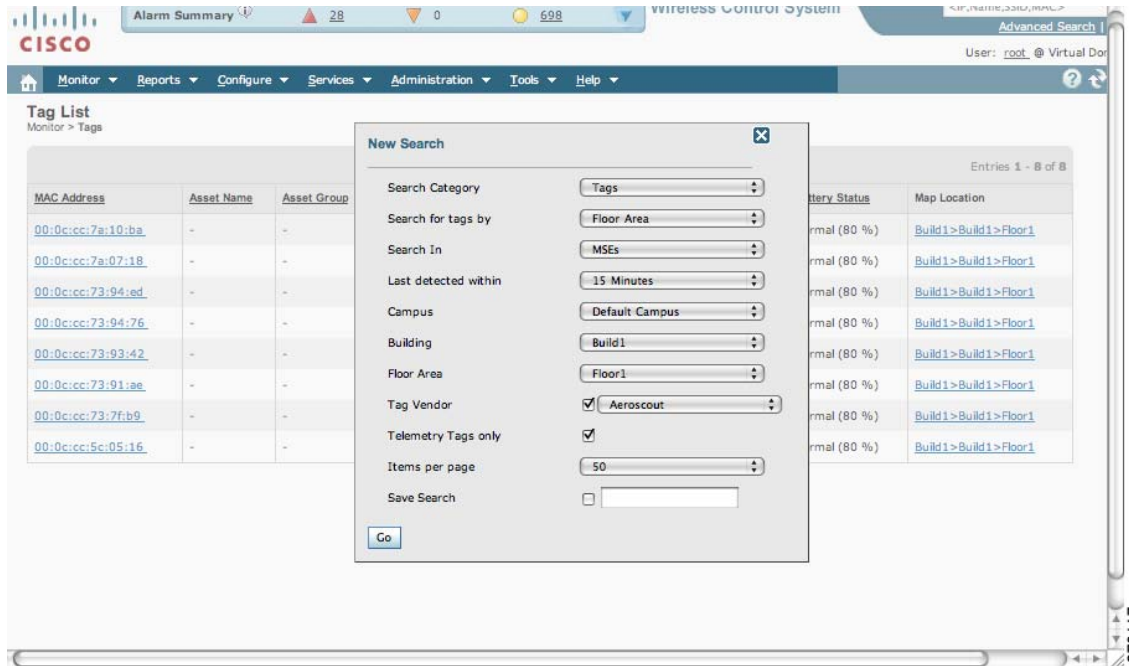 Alarm Summary 28 0 698 Wireless Control System <IP,Name,SSID,MAC>
CISCO
Advanced Search |
User: root @ Virtual Dor
Monitor Reports Configure Services Administration Tools Help
Tag List
Monitor > Tags
Entries 1 - 8 of 8
MAC Address Asset Name Asset Group ttery Status Map Location
00:0c:cc:7a:10:ba - - rmal (80 %) Build1>Build1>Floor1
00:0c:cc:7a:07:18 - - rmal (80 %) Build1>Build1>Floor1
00:0c:cc:73:94:ed - - rmal (80 %) Build1>Build1>Floor1
00:0c:cc:73:94:76 - - rmal (80 %) Build1>Build1>Floor1
00:0c:cc:73:93:42 - - rmal (80 %) Build1>Build1>Floor1
00:0c:cc:73:91:ae - - rmal (80 %) Build1>Build1>Floor1
00:0c:cc:73:7f:b9 - - rmal (80 %) Build1>Build1>Floor1
00:0c:cc:5c:05:16 - - rmal (80 %) Build1>Build1>Floor1
New Search
Search Category Tags
Search for tags by Floor Area
Search In MSEs
Last detected within 15 Minutes
Campus Default Campus
Building Build1
Floor Area Floor1
Tag Vendor Aeroscout
Telemetry Tags only
Items per page 50
Save Search
Go